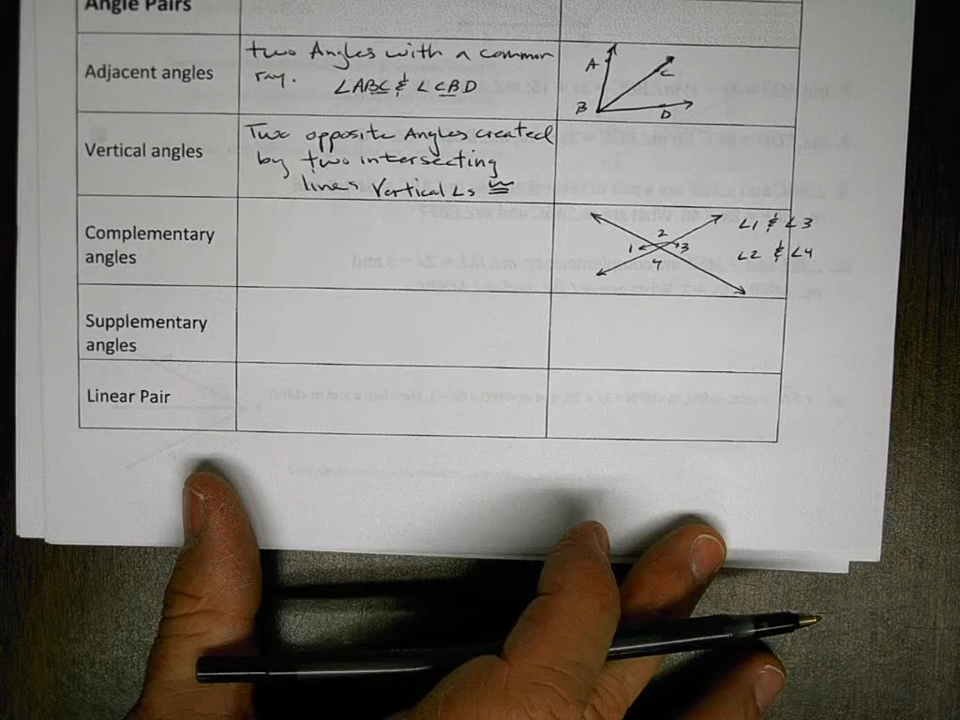 Angle Pairs
Adjacent angles
two Angles with a common
ray.
∠ABC & ∠CBD
A
C
B
D
Vertical angles
Two opposite Angles created
by two intersecting
lines Vertical ∠s ≅
Complementary
angles
2
1
3
4
∠1 & ∠3
∠2 & ∠4
Supplementary
angles
Linear Pair